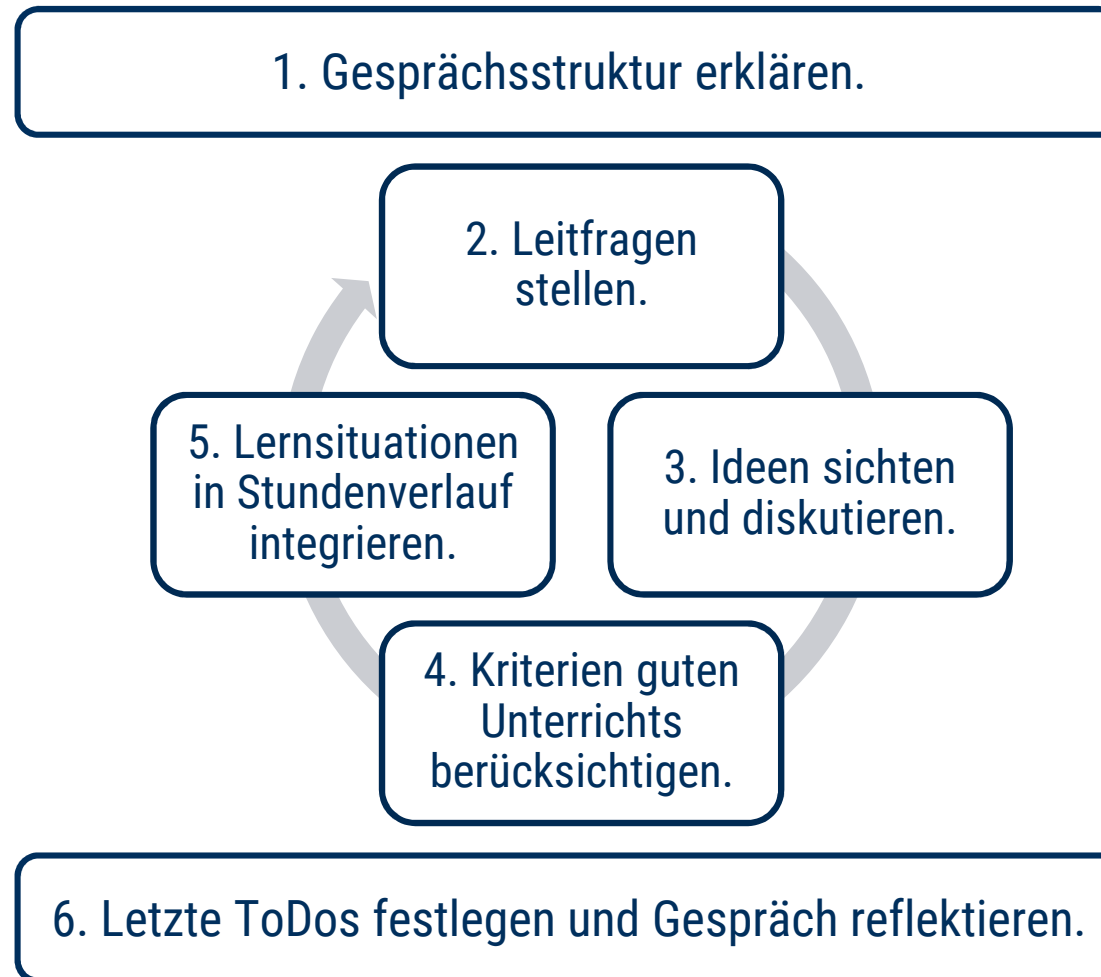 1. Gesprächsstruktur erklären.
2. Leitfragen
stellen.
3. Ideen sichten
und diskutieren.
4. Kriterien guten
Unterrichts
berücksichtigen.
5. Lernsituationen
in Stundenverlauf
integrieren.
6. Letzte ToDos festlegen und Gespräch reflektieren.